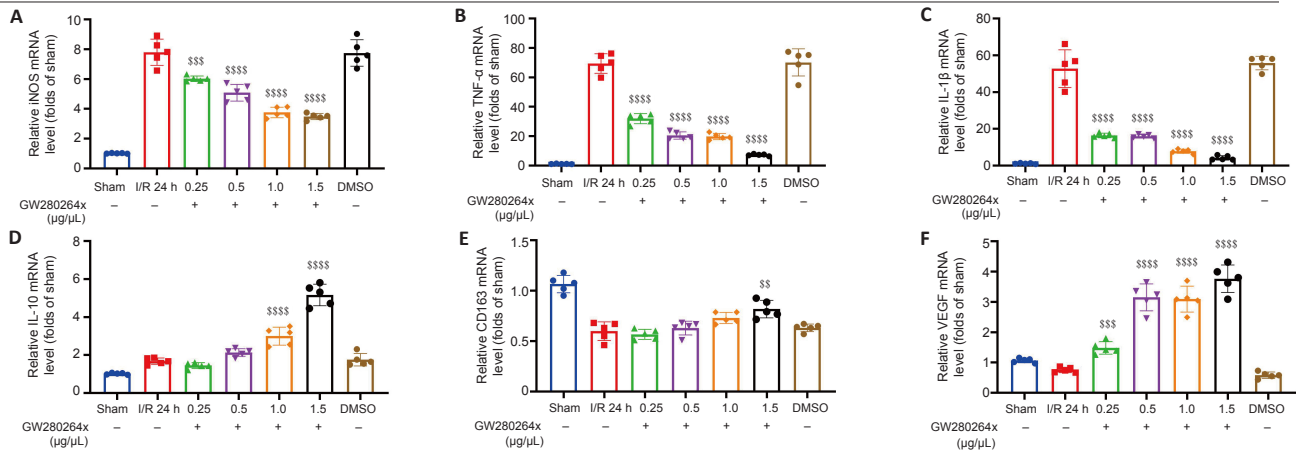 A
Relative iNOS mRNA
level (folds of sham)
10
8
6
4
2
0
$$$
$$$$
$$$$
$$$$
Sham I/R 24 h 0.25 0.5 1.0 1.5 DMSO
GW280264x – – + + + + –
(µg/µL)
B
Relative TNF-α mRNA
level (folds of sham)
100
80
60
40
20
0
$$$$
$$$$
$$$$
$$$$
Sham I/R 24 h 0.25 0.5 1.0 1.5 DMSO
GW280264x – – + + + + –
(µg/µL)
C
Relative IL-1β mRNA
level (folds of sham)
80
60
40
20
0
$$$$
$$$$
$$$$
$$$$
Sham I/R 24 h 0.25 0.5 1.0 1.5 DMSO
GW280264x – – + + + + –
(µg/µL)
D
Relative IL-10 mRNA
level (folds of sham)
8
6
4
2
0
$$$$
$$$$
Sham I/R 24 h 0.25 0.5 1.0 1.5 DMSO
GW280264x – – + + + + –
(µg/µL)
E
Relative CD163 mRNA
level (folds of sham)
1.5
1.0
0.5
0
$$
Sham I/R 24 h 0.25 0.5 1.0 1.5 DMSO
GW280264x – – + + + + –
(µg/µL)
F
Relative VEGF mRNA
level (folds of sham)
5
4
3
2
1
0
$$$
$$$$
$$$$
$$$$
Sham I/R 24 h 0.25 0.5 1.0 1.5 DMSO
GW280264x – – + + + + –
(µg/µL)